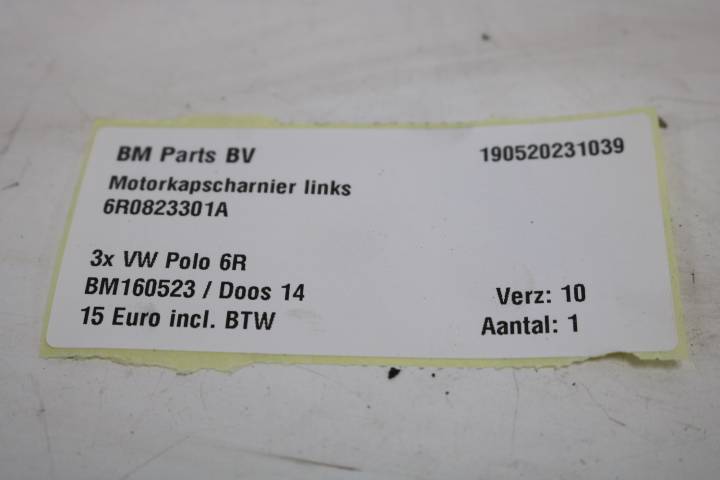 BM Parts BV 190520231039
Motorkapscharnier links
6R0823301A
3x VW Polo 6R
BM160523 / Doos 14 Verz: 10
15 Euro incl. BTW Aantal: 1